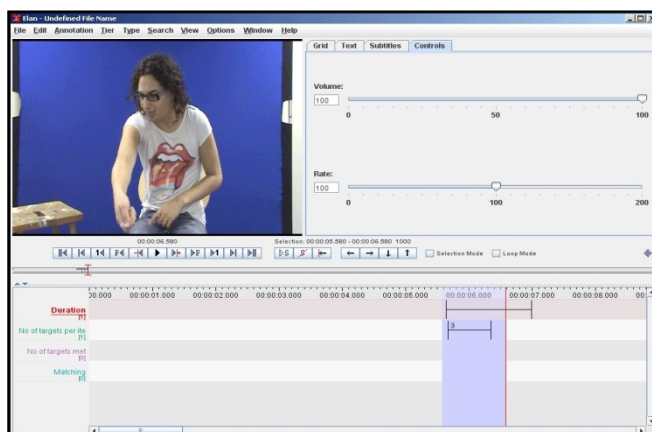 Elan - Undefined File Name
File Edit Annotation Tier Type Search View Options Window Help
Grid Text Subtitles Controls
Volume:
100
0 50 100
Rate:
100
0 100 200
00:00:06.580
Selection: 00:00:05.580 - 00:00:06.580 1000
Selection Mode Loop Mode
00.000 00:00:01.000 00:00:02.000 00:00:03.000 00:00:04.000 00:00:05.000 00:00:06.000 00:00:07.000 00:00:08.000
Duration
No of targets per ite
3
No of targets met
[0]
Matching
[0]